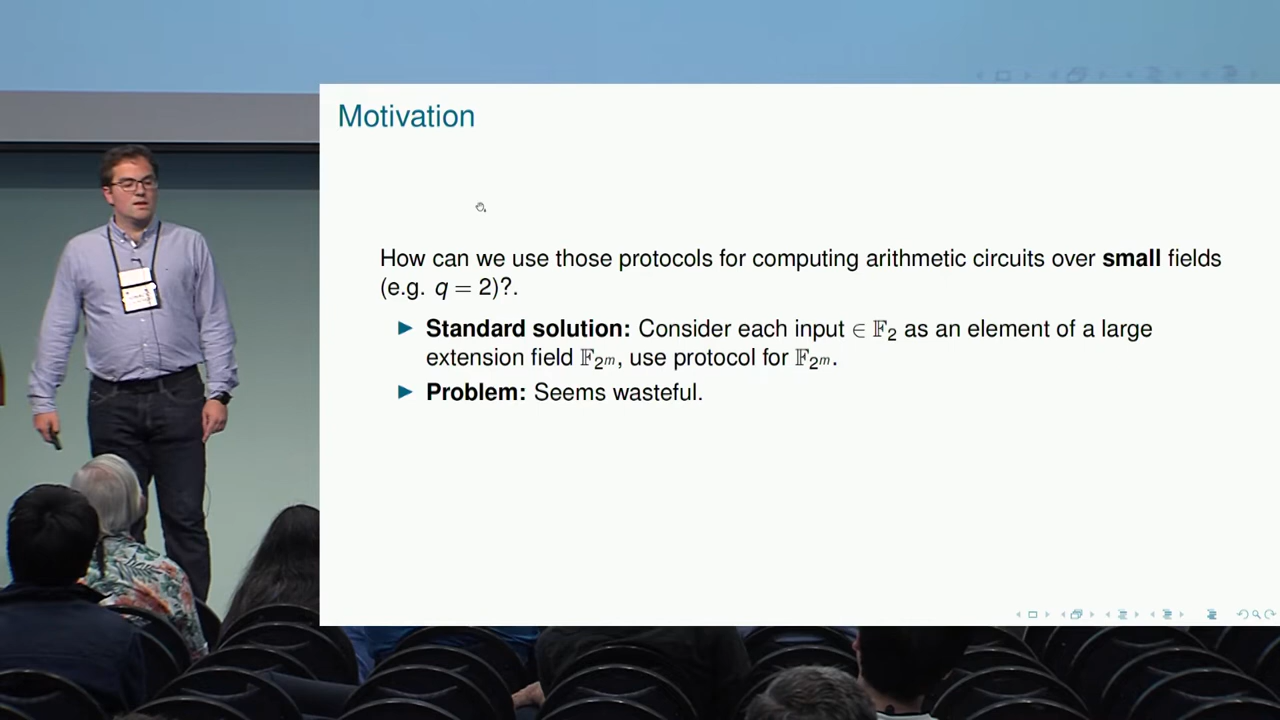 Motivation
How can we use those protocols for computing arithmetic circuits over small fields
(e.g. q = 2)?.
► Standard solution: Consider each input ∈ 𝔽₂ as an element of a large
extension field 𝔽₂ᵐ, use protocol for 𝔽₂ᵐ.
► Problem: Seems wasteful.